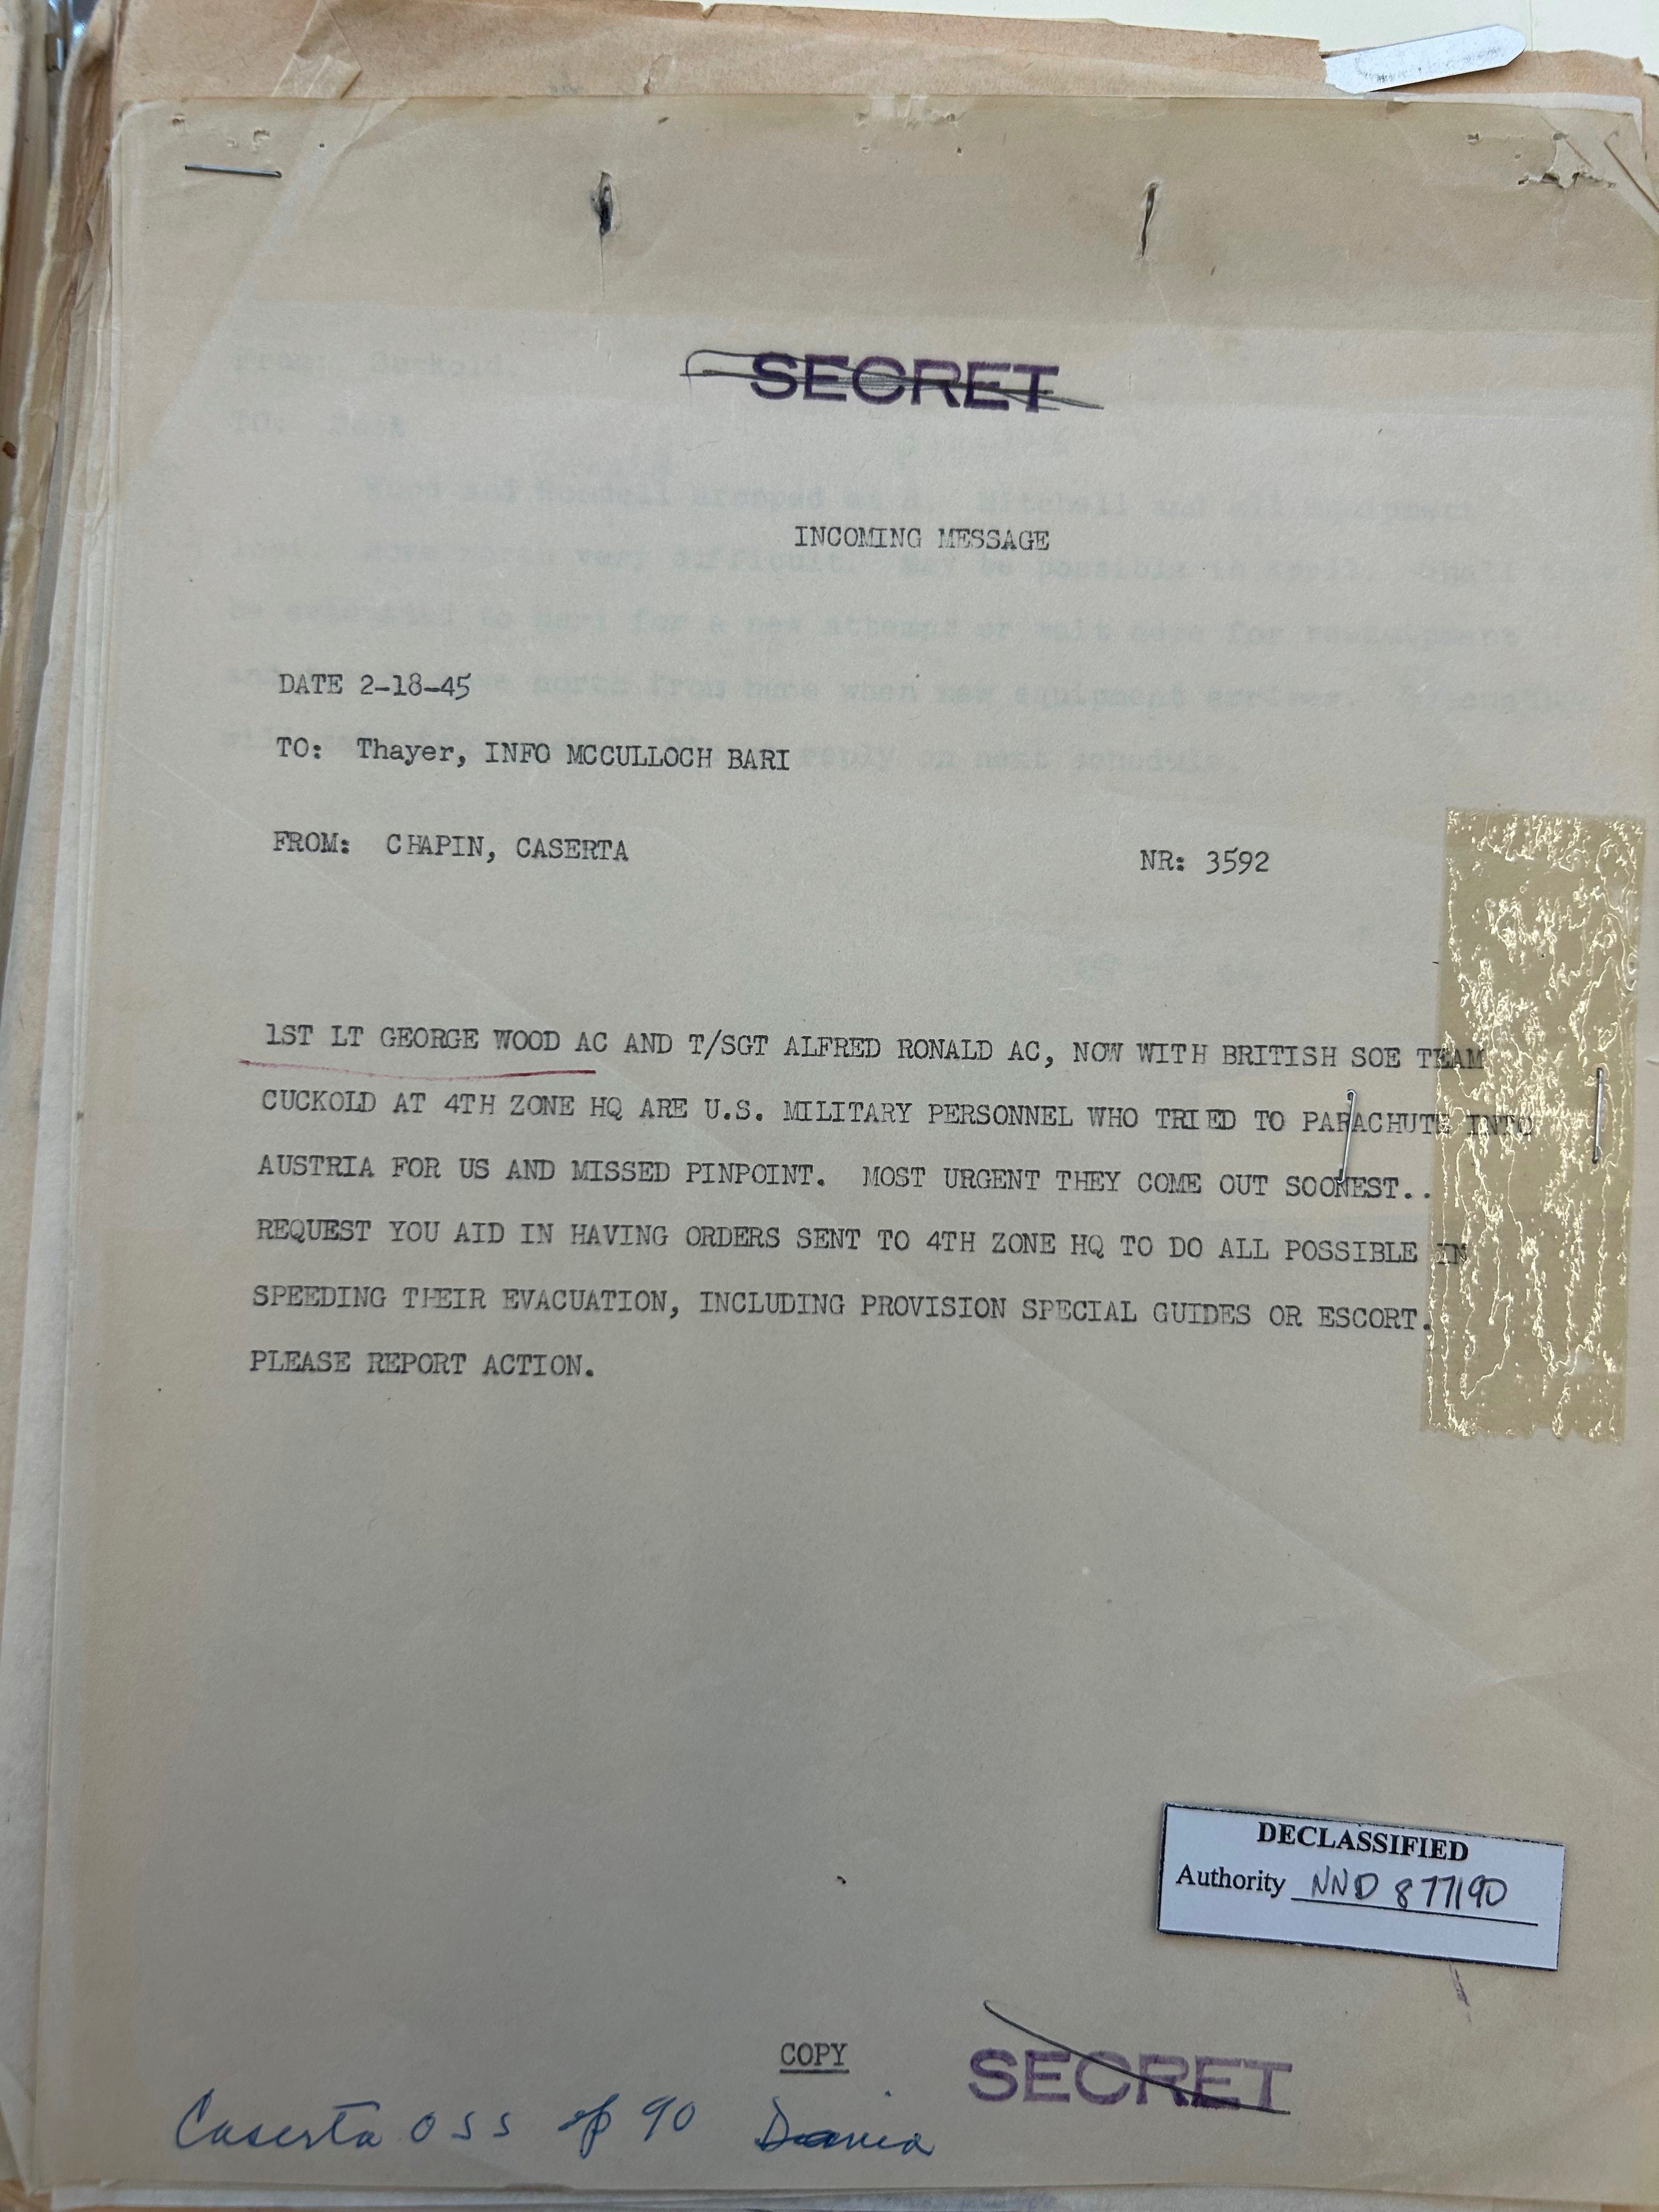 SECRET
INCOMING MESSAGE
DATE 2-18-45
TO: Thayer, INFO MCCULLOCH BARI
FROM: CHAPIN, CASERTA NR: 3592
1ST LT GEORGE WOOD AC AND T/SGT ALFRED RONALD AC, NOW WITH BRITISH SOE TEAM
CUCKOLD AT 4TH ZONE HQ ARE U.S. MILITARY PERSONNEL WHO TRIED TO PARACHUTE INTO
AUSTRIA FOR US AND MISSED PINPOINT. MOST URGENT THEY COME OUT SOONEST..
REQUEST YOU AID IN HAVING ORDERS SENT TO 4TH ZONE HQ TO DO ALL POSSIBLE IN
SPEEDING THEIR EVACUATION, INCLUDING PROVISION SPECIAL GUIDES OR ESCORT.
PLEASE REPORT ACTION.
DECLASSIFIED
Authority NND 877190
COPY
SECRET
Caserta OSS op 90